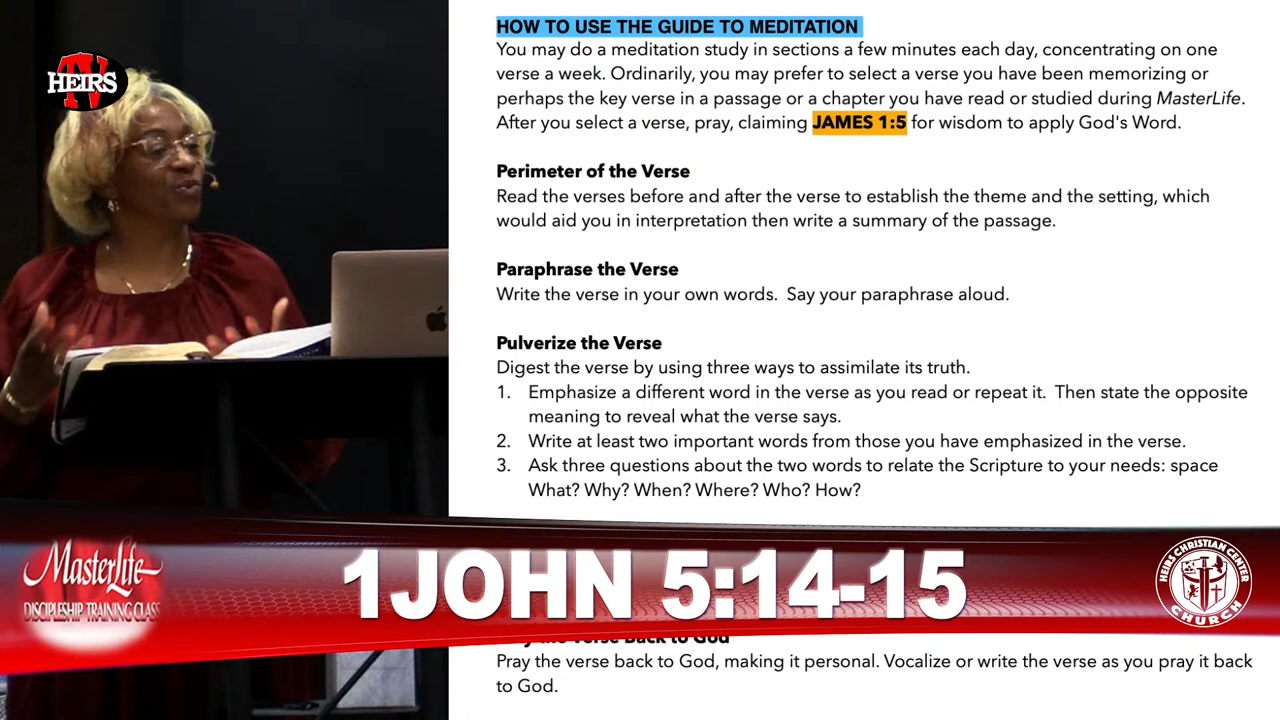 HEIRS
TV
HOW TO USE THE GUIDE TO MEDITATION
You may do a meditation study in sections a few minutes each day, concentrating on one
verse a week. Ordinarily, you may prefer to select a verse you have been memorizing or
perhaps the key verse in a passage or a chapter you have read or studied during MasterLife.
After you select a verse, pray, claiming JAMES 1:5 for wisdom to apply God's Word.
Perimeter of the Verse
Read the verses before and after the verse to establish the theme and the setting, which
would aid you in interpretation then write a summary of the passage.
Paraphrase the Verse
Write the verse in your own words.  Say your paraphrase aloud.
Pulverize the Verse
Digest the verse by using three ways to assimilate its truth.
1. Emphasize a different word in the verse as you read or repeat it.  Then state the opposite
meaning to reveal what the verse says.
2. Write at least two important words from those you have emphasized in the verse.
3. Ask three questions about the two words to relate the Scripture to your needs: space
What? Why? When? Where? Who? How?
MasterLife
DISCIPLESHIP TRAINING CLASS
1JOHN 5:14-15
HEIRS CHRISTIAN CENTER
CHURCH
the Verse Back to God
Pray the verse back to God, making it personal. Vocalize or write the verse as you pray it back
to God.